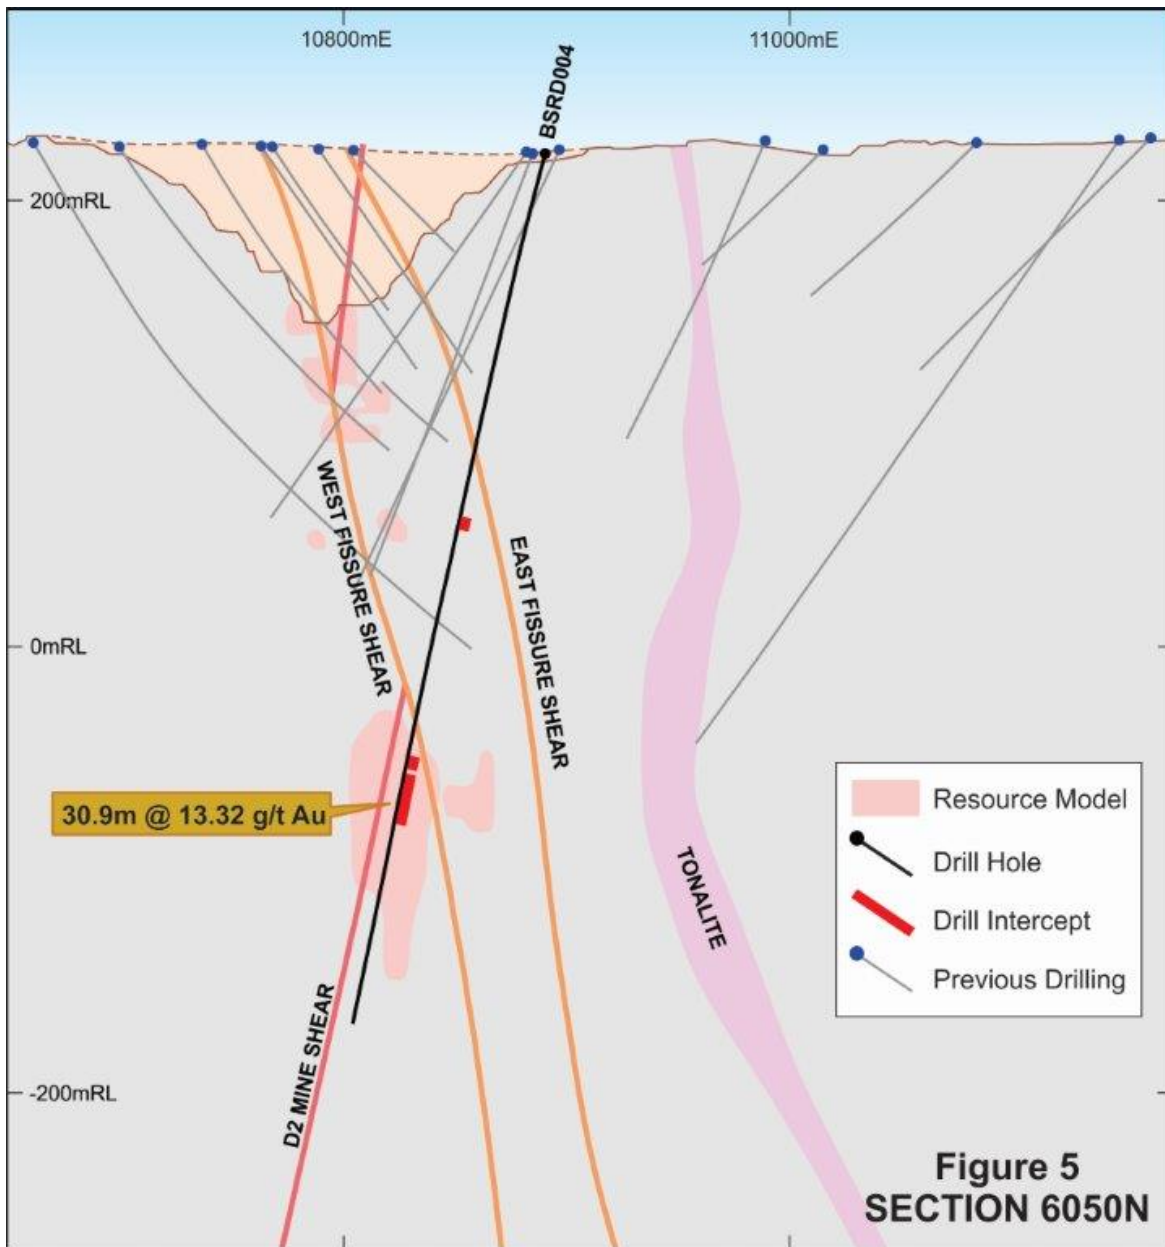 10800mE
11000mE
BSRD004
200mRL
WEST FISSURE SHEAR
EAST FISSURE SHEAR
0mRL
30.9m @ 13.32 g/t Au
Resource Model
Drill Hole
Drill Intercept
Previous Drilling
TONALITE
D2 MINE SHEAR
-200mRL
Figure 5
SECTION 6050N